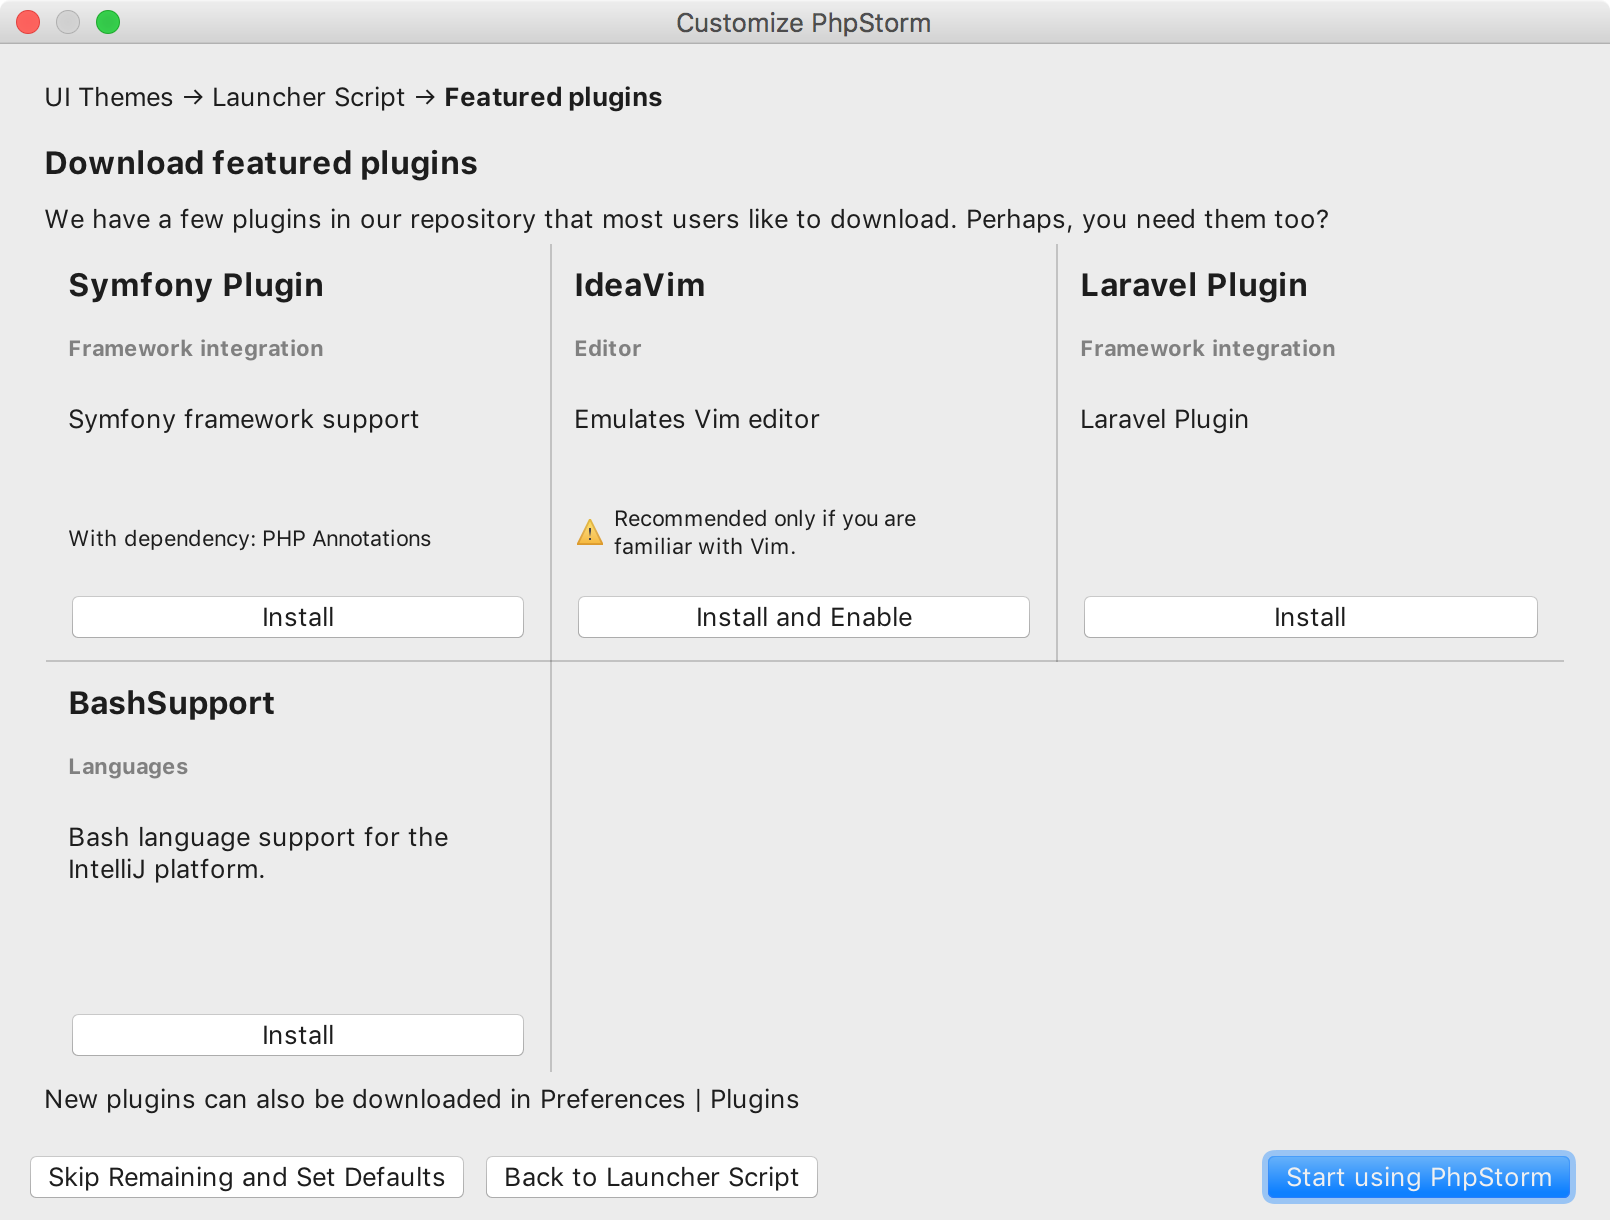 Customize PhpStorm
UI Themes → Launcher Script → Featured plugins
Download featured plugins
We have a few plugins in our repository that most users like to download. Perhaps, you need them too?
Symfony Plugin
Framework integration
Symfony framework support
With dependency: PHP Annotations
Install
IdeaVim
Editor
Emulates Vim editor
Recommended only if you are
familiar with Vim.
Install and Enable
Laravel Plugin
Framework integration
Laravel Plugin
Install
BashSupport
Languages
Bash language support for the
IntelliJ platform.
Install
New plugins can also be downloaded in Preferences | Plugins
Skip Remaining and Set Defaults
Back to Launcher Script
Start using PhpStorm